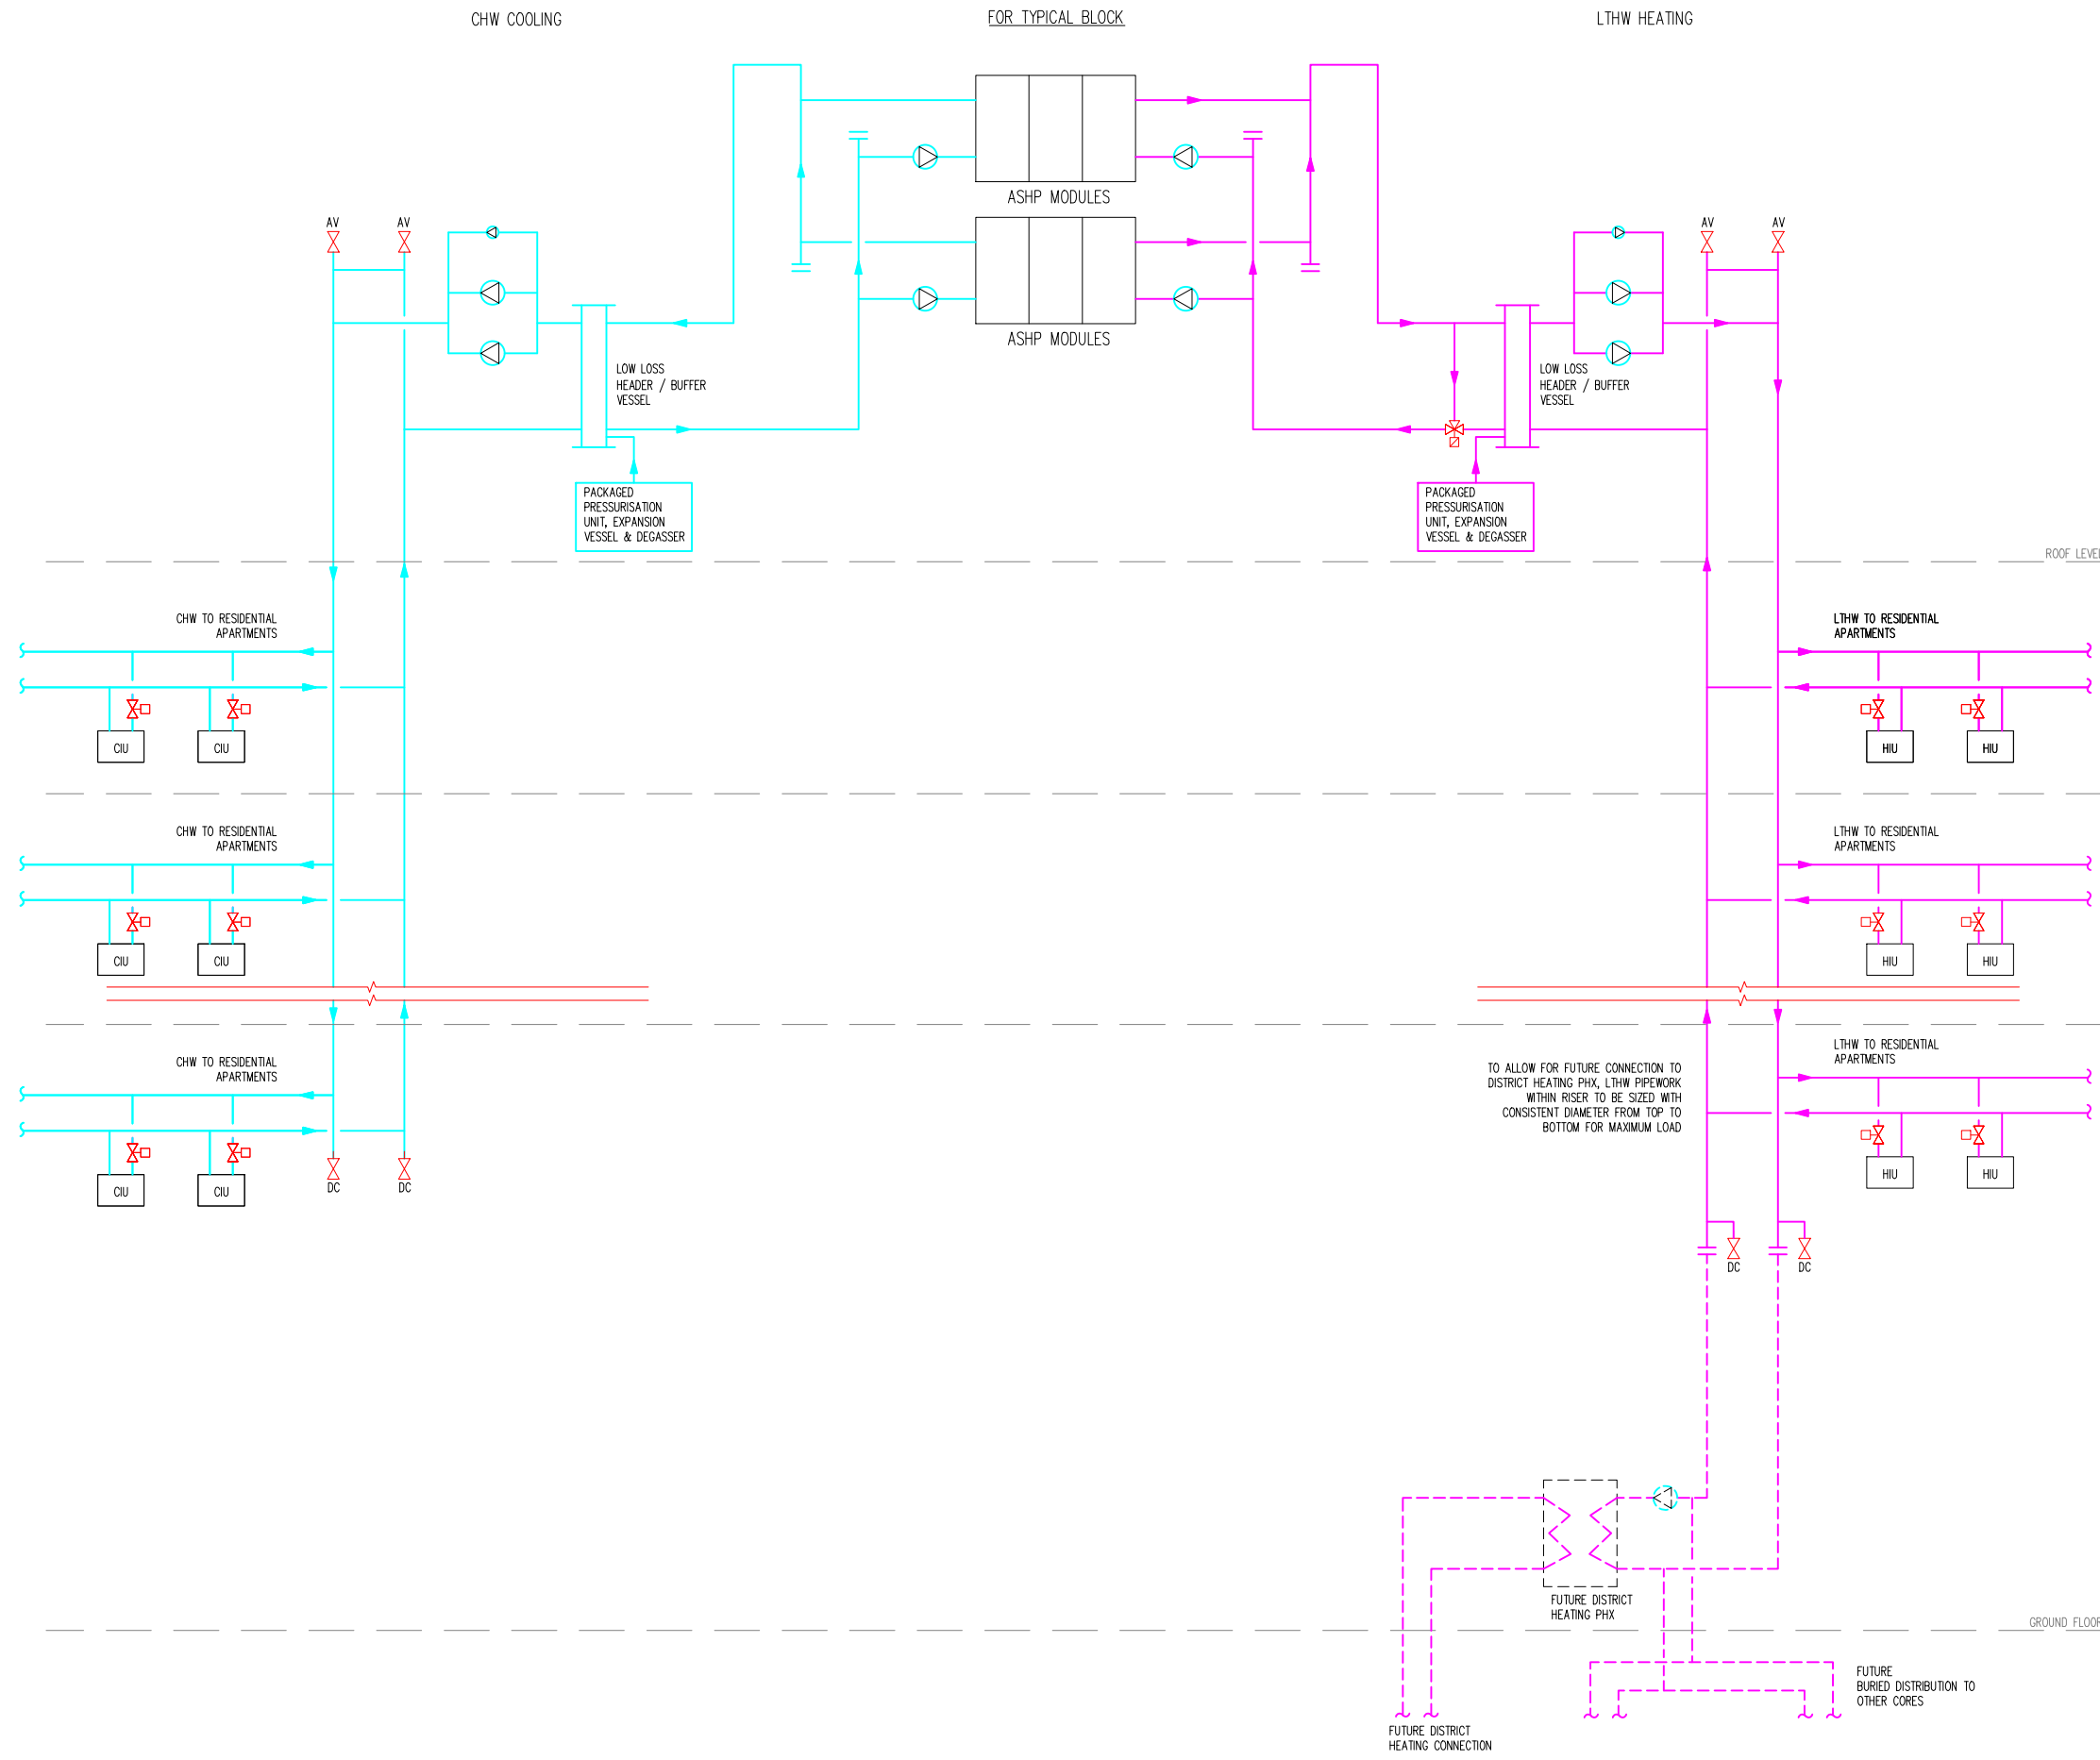 CHW COOLING
FOR TYPICAL BLOCK
LTHW HEATING
ASHP MODULES
ASHP MODULES
AV
AV
AV
AV
LOW LOSS
HEADER / BUFFER
VESSEL
LOW LOSS
HEADER / BUFFER
VESSEL
PACKAGED
PRESSURISATION
UNIT, EXPANSION
VESSEL & DEGASSER
PACKAGED
PRESSURISATION
UNIT, EXPANSION
VESSEL & DEGASSER
ROOF LEVEL
CHW TO RESIDENTIAL
APARTMENTS
LTHW TO RESIDENTIAL
APARTMENTS
CIU
CIU
HIU
HIU
CHW TO RESIDENTIAL
APARTMENTS
LTHW TO RESIDENTIAL
APARTMENTS
CIU
CIU
HIU
HIU
CHW TO RESIDENTIAL
APARTMENTS
TO ALLOW FOR FUTURE CONNECTION TO
DISTRICT HEATING PHX, LTHW PIPEWORK
WITHIN RISER TO BE SIZED WITH
CONSISTENT DIAMETER FROM TOP TO
BOTTOM FOR MAXIMUM LOAD
LTHW TO RESIDENTIAL
APARTMENTS
CIU
CIU
DC
DC
HIU
HIU
DC
DC
FUTURE DISTRICT
HEATING PHX
GROUND FLOOR
FUTURE
BURIED DISTRIBUTION TO
OTHER CORES
FUTURE DISTRICT
HEATING CONNECTION